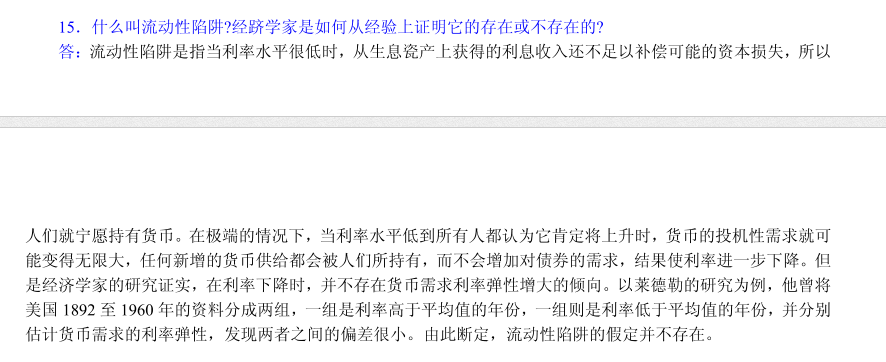 15．什么叫流动性陷阱?经跻学家是如何从经验上证明它的存在或不存在的?
答：流动性陷阱是指当利率水平很低时，从生息瓷产上获得的利息收入还不足以补偿可能的资本损失，所以
人们就宁愿持有货币。在极端的情况下，当利率水平低到所有人都认为它肯定将上升时，货币的投机性需求就可
能变得无限大，任何新增的货币供给都会被人们所持有，而不会增加对债券的需求，结果使利率进一步下降。但
是经济学家的研究证实，在利率下降时，并不存在货币需求利率弹性增大的倾向。以莱德勒的研究为例，他曾将
美国 1892 至 1960 年的资料分成两组，一组是利率高于平均值的年份，一组则是利率低于平均值的年份，并分别
估计货币需求的利率弹性，发现两者之间的偏差很小。由此断定，流动性陷阱的假定并不存在。